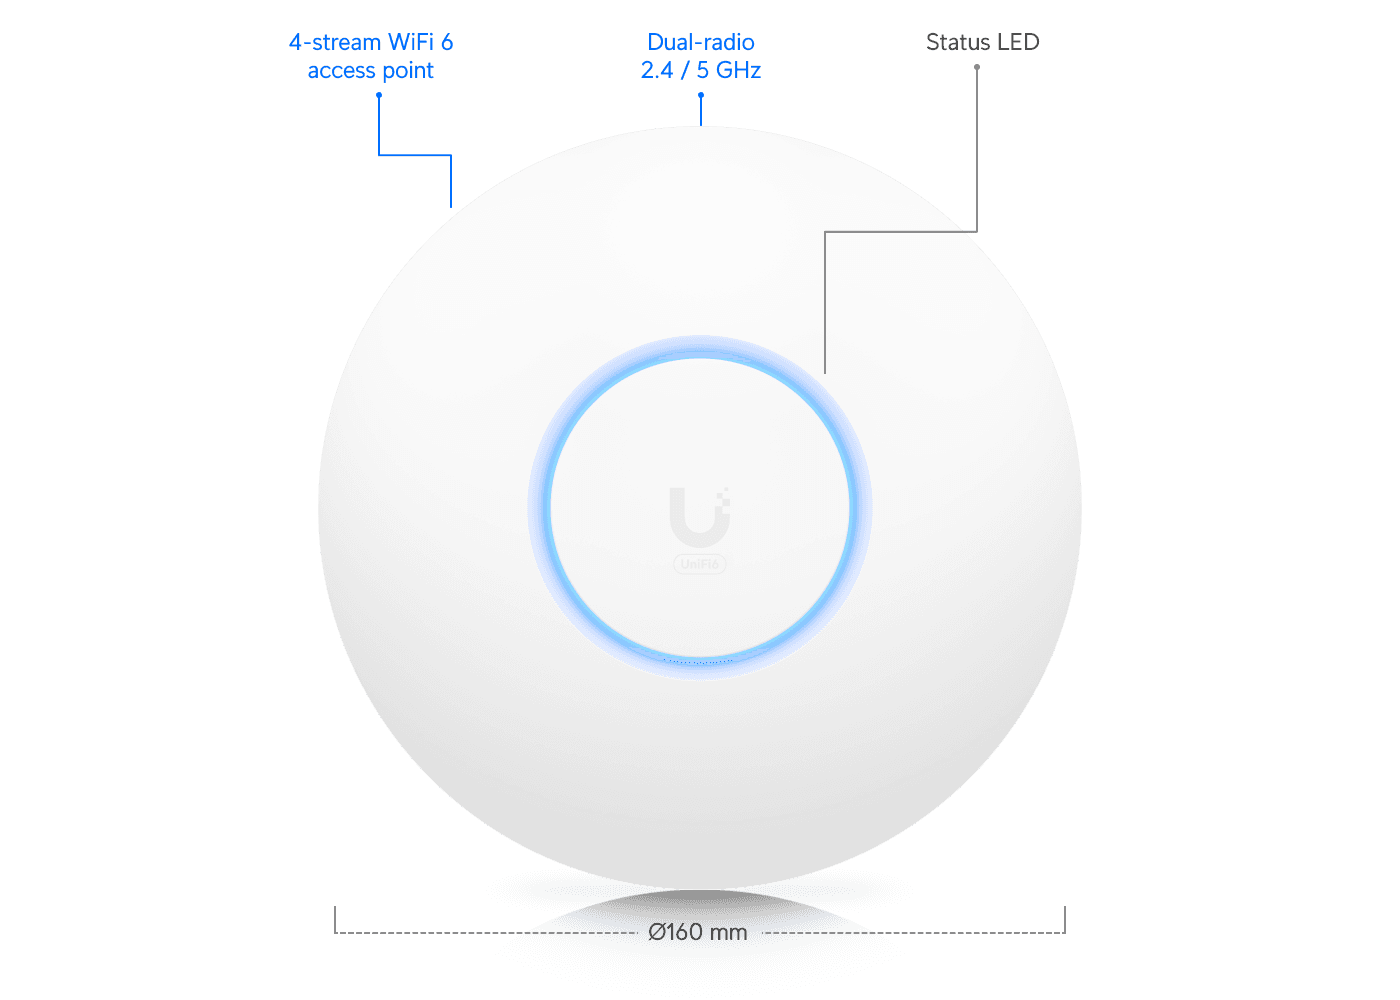 4-stream WiFi 6
access point
Dual-radio
2.4 / 5 GHz
Status LED
UniFi6
Ø160 mm